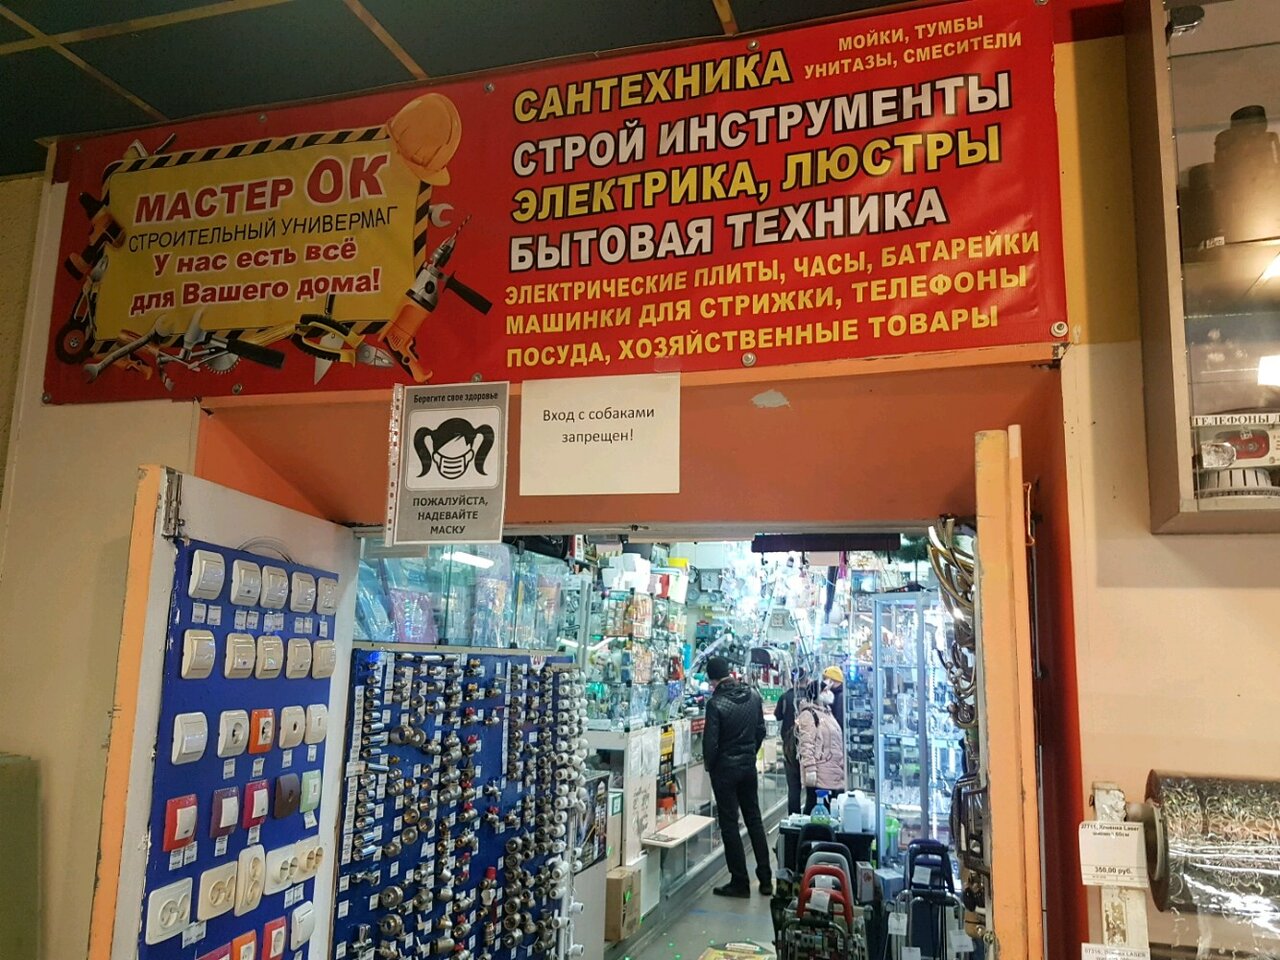 МАСТЕР ОК
СТРОИТЕЛЬНЫЙ УНИВЕРМАГ
У нас есть всё
для Вашего дома!
САНТЕХНИКА
МОЙКИ, ТУМБЫ
УНИТАЗЫ, СМЕСИТЕЛИ
СТРОЙ ИНСТРУМЕНТЫ
ЭЛЕКТРИКА, ЛЮСТРЫ
БЫТОВАЯ ТЕХНИКА
ЭЛЕКТРИЧЕСКИЕ ПЛИТЫ, ЧАСЫ, БАТАРЕЙКИ
МАШИНКИ ДЛЯ СТРИЖКИ, ТЕЛЕФОНЫ
ПОСУДА, ХОЗЯЙСТВЕННЫЕ ТОВАРЫ
Берегите свое здоровье
ПОЖАЛУЙСТА,
НАДЕВАЙТЕ
МАСКУ
Вход с собаками
запрещен!
ТЕЛЕФОНЫ
Клеенка Laser
350,00 руб.